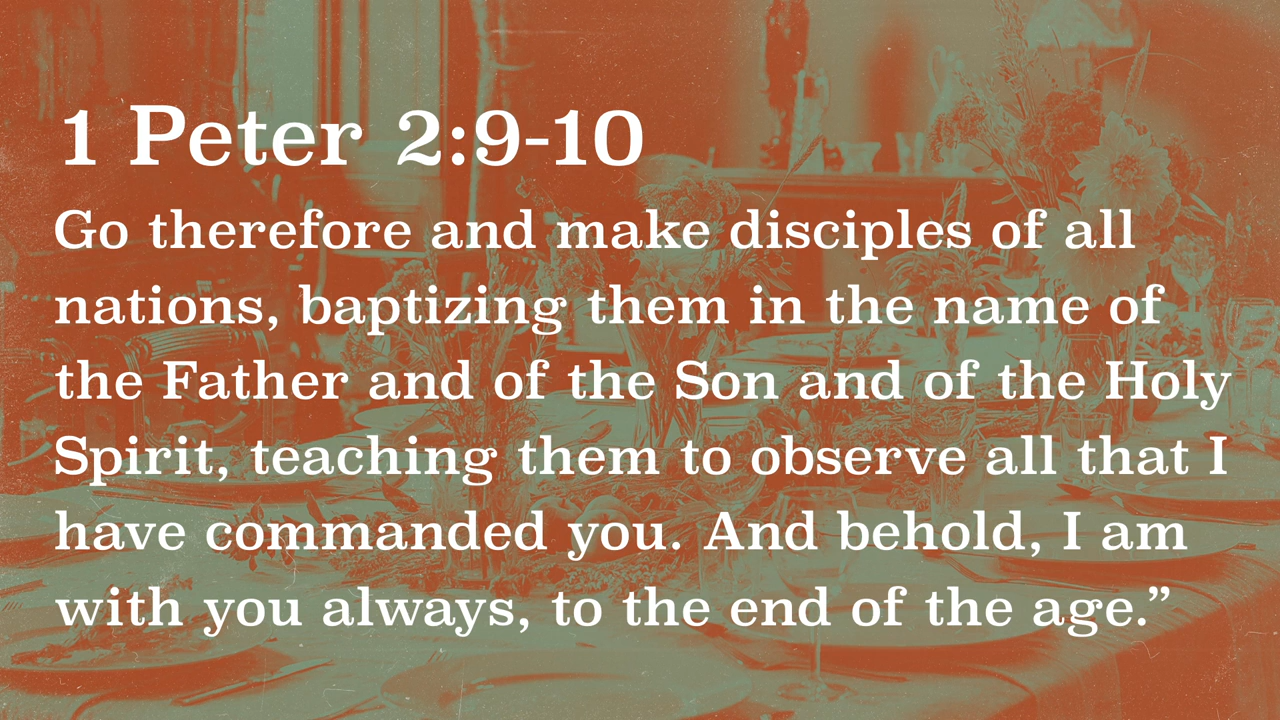 1 Peter 2:9-10
Go therefore and make disciples of all
nations, baptizing them in the name of
the Father and of the Son and of the Holy
Spirit, teaching them to observe all that I
have commanded you. And behold, I am
with you always, to the end of the age.”